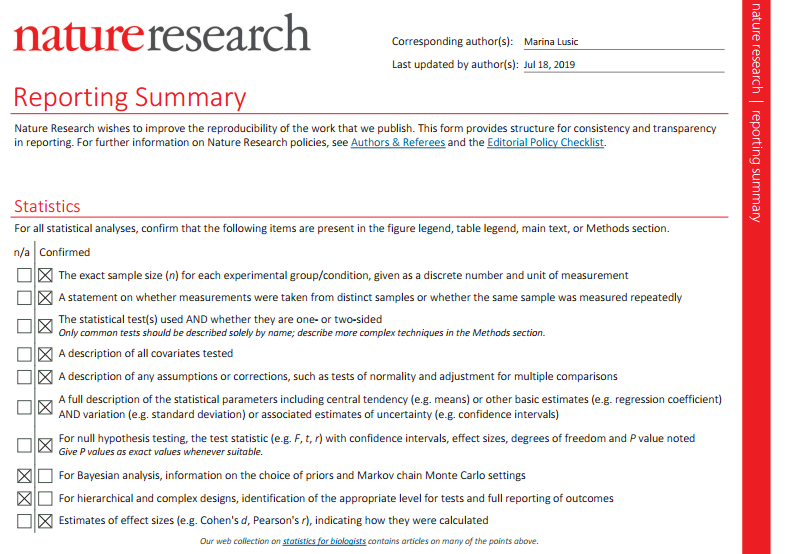 natureresearch
Corresponding author(s): Marina Lusic
Last updated by author(s): Jul 18, 2019
Reporting Summary
Nature Research wishes to improve the reproducibility of the work that we publish. This form provides structure for consistency and transparency
in reporting. For further information on Nature Research policies, see Authors & Referees and the Editorial Policy Checklist.
Statistics
For all statistical analyses, confirm that the following items are present in the figure legend, table legend, main text, or Methods section.
n/a Confirmed
The exact sample size (n) for each experimental group/condition, given as a discrete number and unit of measurement
A statement on whether measurements were taken from distinct samples or whether the same sample was measured repeatedly
The statistical test(s) used AND whether they are one- or two-sided
Only common tests should be described solely by name; describe more complex techniques in the Methods section.
A description of all covariates tested
A description of any assumptions or corrections, such as tests of normality and adjustment for multiple comparisons
A full description of the statistical parameters including central tendency (e.g. means) or other basic estimates (e.g. regression coefficient)
AND variation (e.g. standard deviation) or associated estimates of uncertainty (e.g. confidence intervals)
For null hypothesis testing, the test statistic (e.g. F, t, r) with confidence intervals, effect sizes, degrees of freedom and P value noted
Give P values as exact values whenever suitable.
For Bayesian analysis, information on the choice of priors and Markov chain Monte Carlo settings
For hierarchical and complex designs, identification of the appropriate level for tests and full reporting of outcomes
Estimates of effect sizes (e.g. Cohen's d, Pearson's r), indicating how they were calculated
Our web collection on statistics for biologists contains articles on many of the points above.
nature research | reporting summary